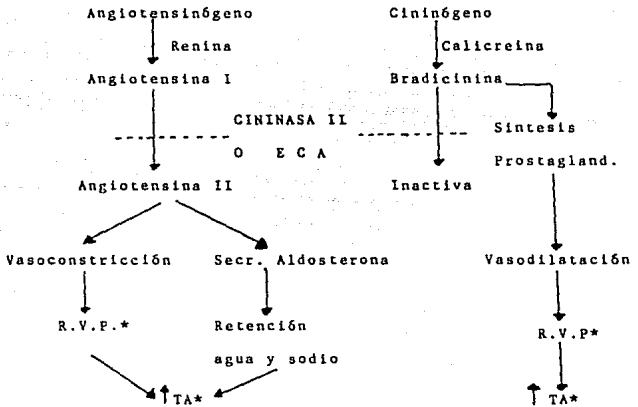 Angiotensinógeno Cininógeno
Renina Calicreina
Angiotensina I Bradicinina
CININASA II
O E C A
Síntesis
Prostagland.
Angiotensina II Inactiva
Vasoconstricción Secr. Aldosterona Vasodilatación
R.V.P.* Retención R.V.P*
agua y sodio
↑ TA* ↑ TA*